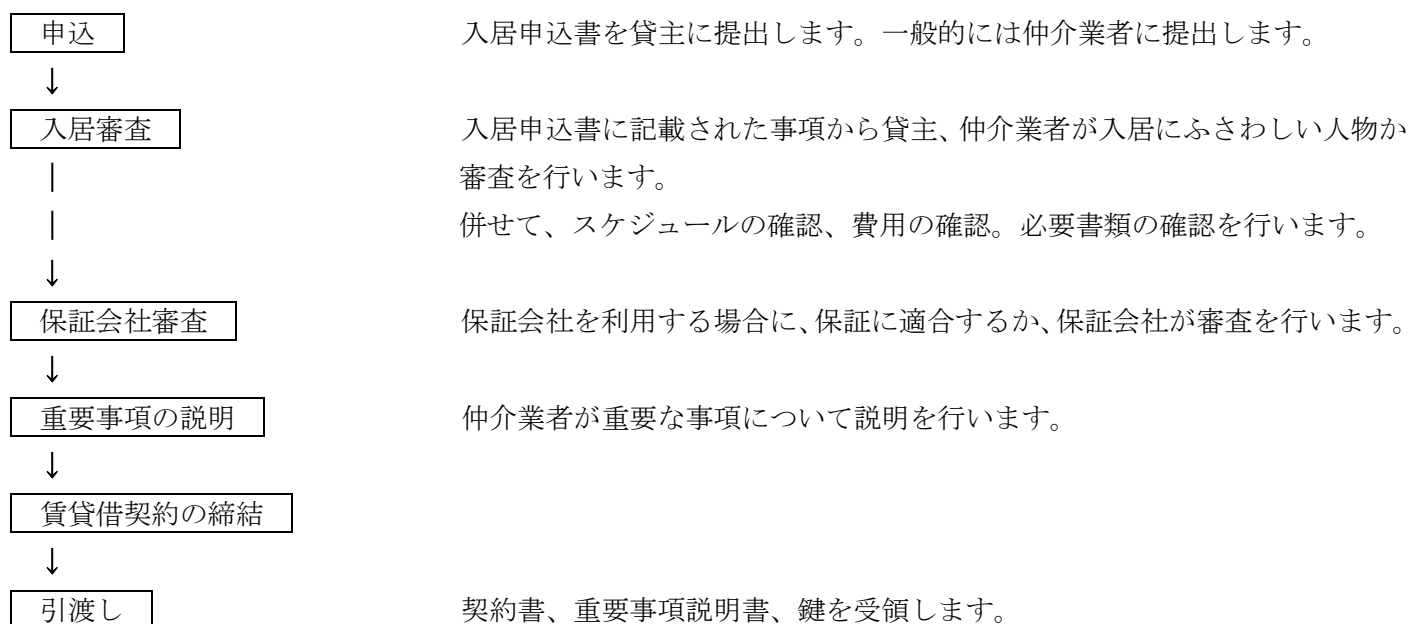 申込 入居申込書を貸主に提出します。一般的には仲介業者に提出します。
↓
入居審査 入居申込書に記載された事項から貸主、仲介業者が入居にふさわしい人物か
| 審査を行います。
| 併せて、スケジュールの確認、費用の確認。必要書類の確認を行います。
↓
保証会社審査 保証会社を利用する場合に、保証に適合するか、保証会社が審査を行います。
↓
重要事項の説明 仲介業者が重要な事項について説明を行います。
↓
賃貸借契約の締結
↓
引渡し 契約書、重要事項説明書、鍵を受領します。